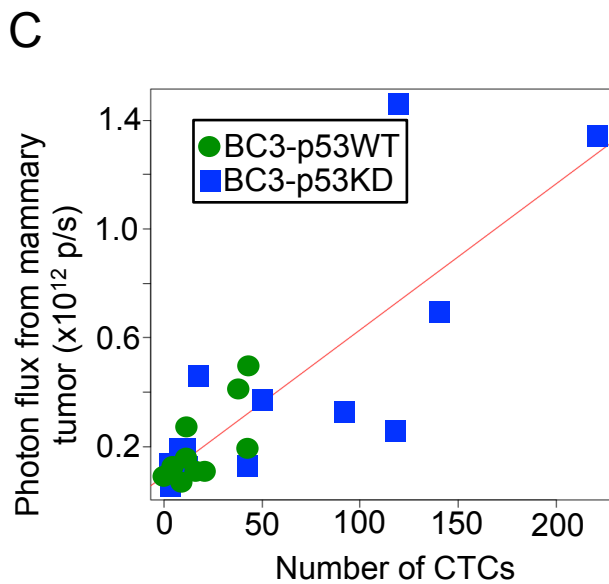 C
Photon flux from mammary
tumor (x10¹² p/s)
1.4
1.0
0.6
0.2
BC3-p53WT
BC3-p53KD
0
50
100
150
200
Number of CTCs